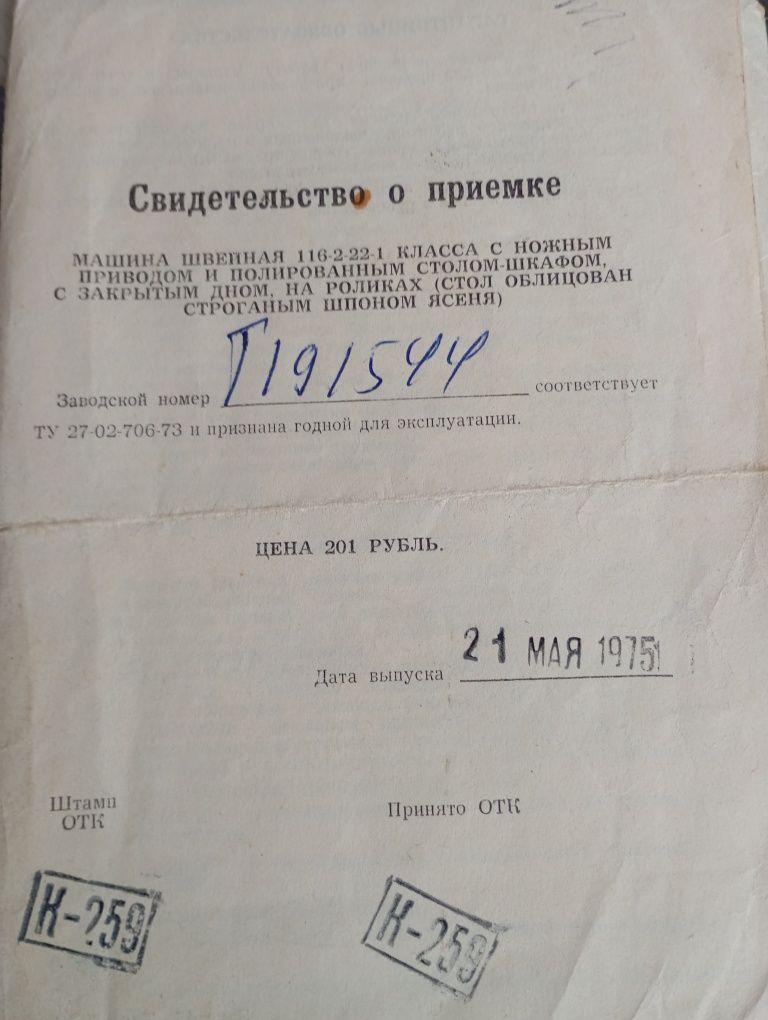 Свидетельство о приемке
МАШИНА ШВЕЙНАЯ 116-2-22-1 КЛАССА С НОЖНЫМ
ПРИВОДОМ И ПОЛИРОВАННЫМ СТОЛОМ-ШКАФОМ,
С ЗАКРЫТЫМ ДНОМ, НА РОЛИКАХ (СТОЛ ОБЛИЦОВАН
СТРОГАНЫМ ШПОНОМ ЯСЕНЯ)
Заводской номер Т191544 соответствует
ТУ 27-02-706-73 и признана годной для эксплуатации.
ЦЕНА 201 РУБЛЬ.
Дата выпуска 21 МАЯ 1975
Штамп
ОТК
Принято ОТК
К-259
К-259